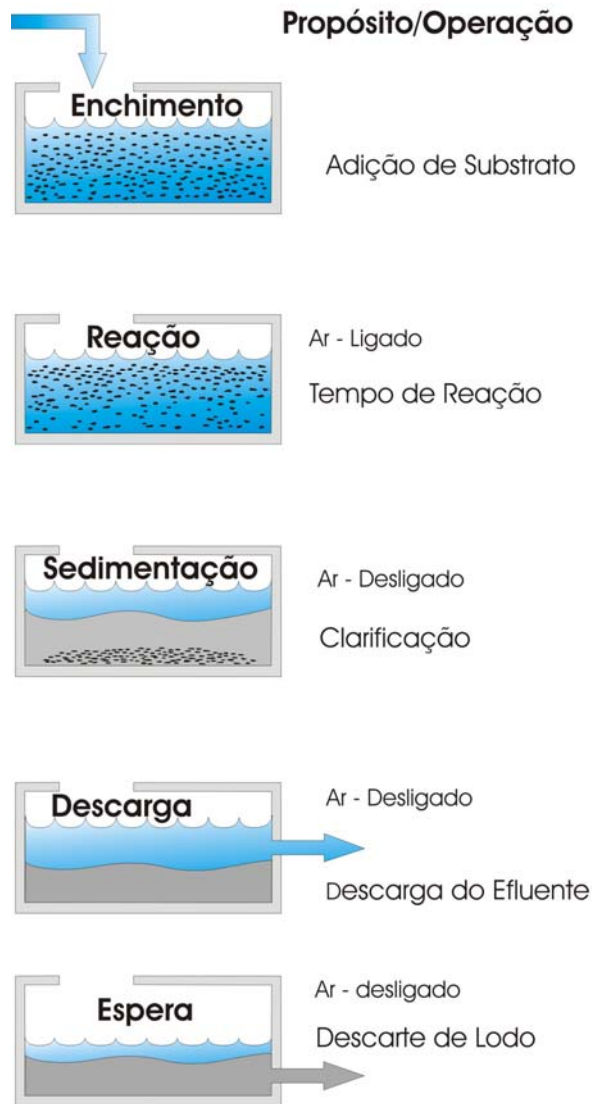 Propósito/Operação
Enchimento
Adição de Substrato
Reação
Ar - Ligado
Tempo de Reação
Sedimentação
Ar - Desligado
Clarificação
Descarga
Ar - Desligado
Descarga do Efluente
Espera
Ar - desligado
Descarte de Lodo